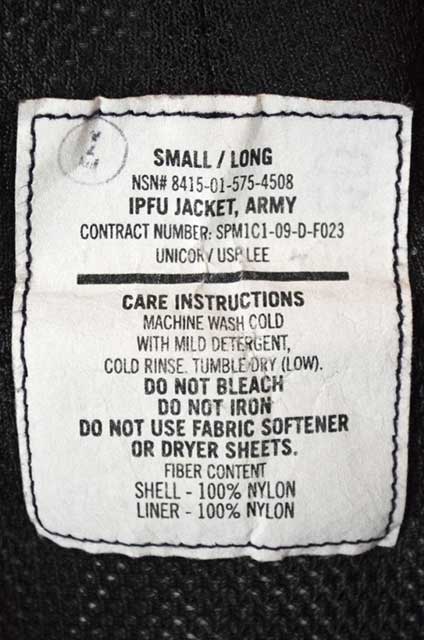 SMALL / LONG
NSN# 8415-01-575-4508
IPFU JACKET, ARMY
CONTRACT NUMBER: SPM1C1-09-D-F023
UNICOR / USP LEE
CARE INSTRUCTIONS
MACHINE WASH COLD
WITH MILD DETERGENT,
COLD RINSE. TUMBLE DRY (LOW).
DO NOT BLEACH
DO NOT IRON
DO NOT USE FABRIC SOFTENER
OR DRYER SHEETS.
FIBER CONTENT
SHELL - 100% NYLON
LINER - 100% NYLON